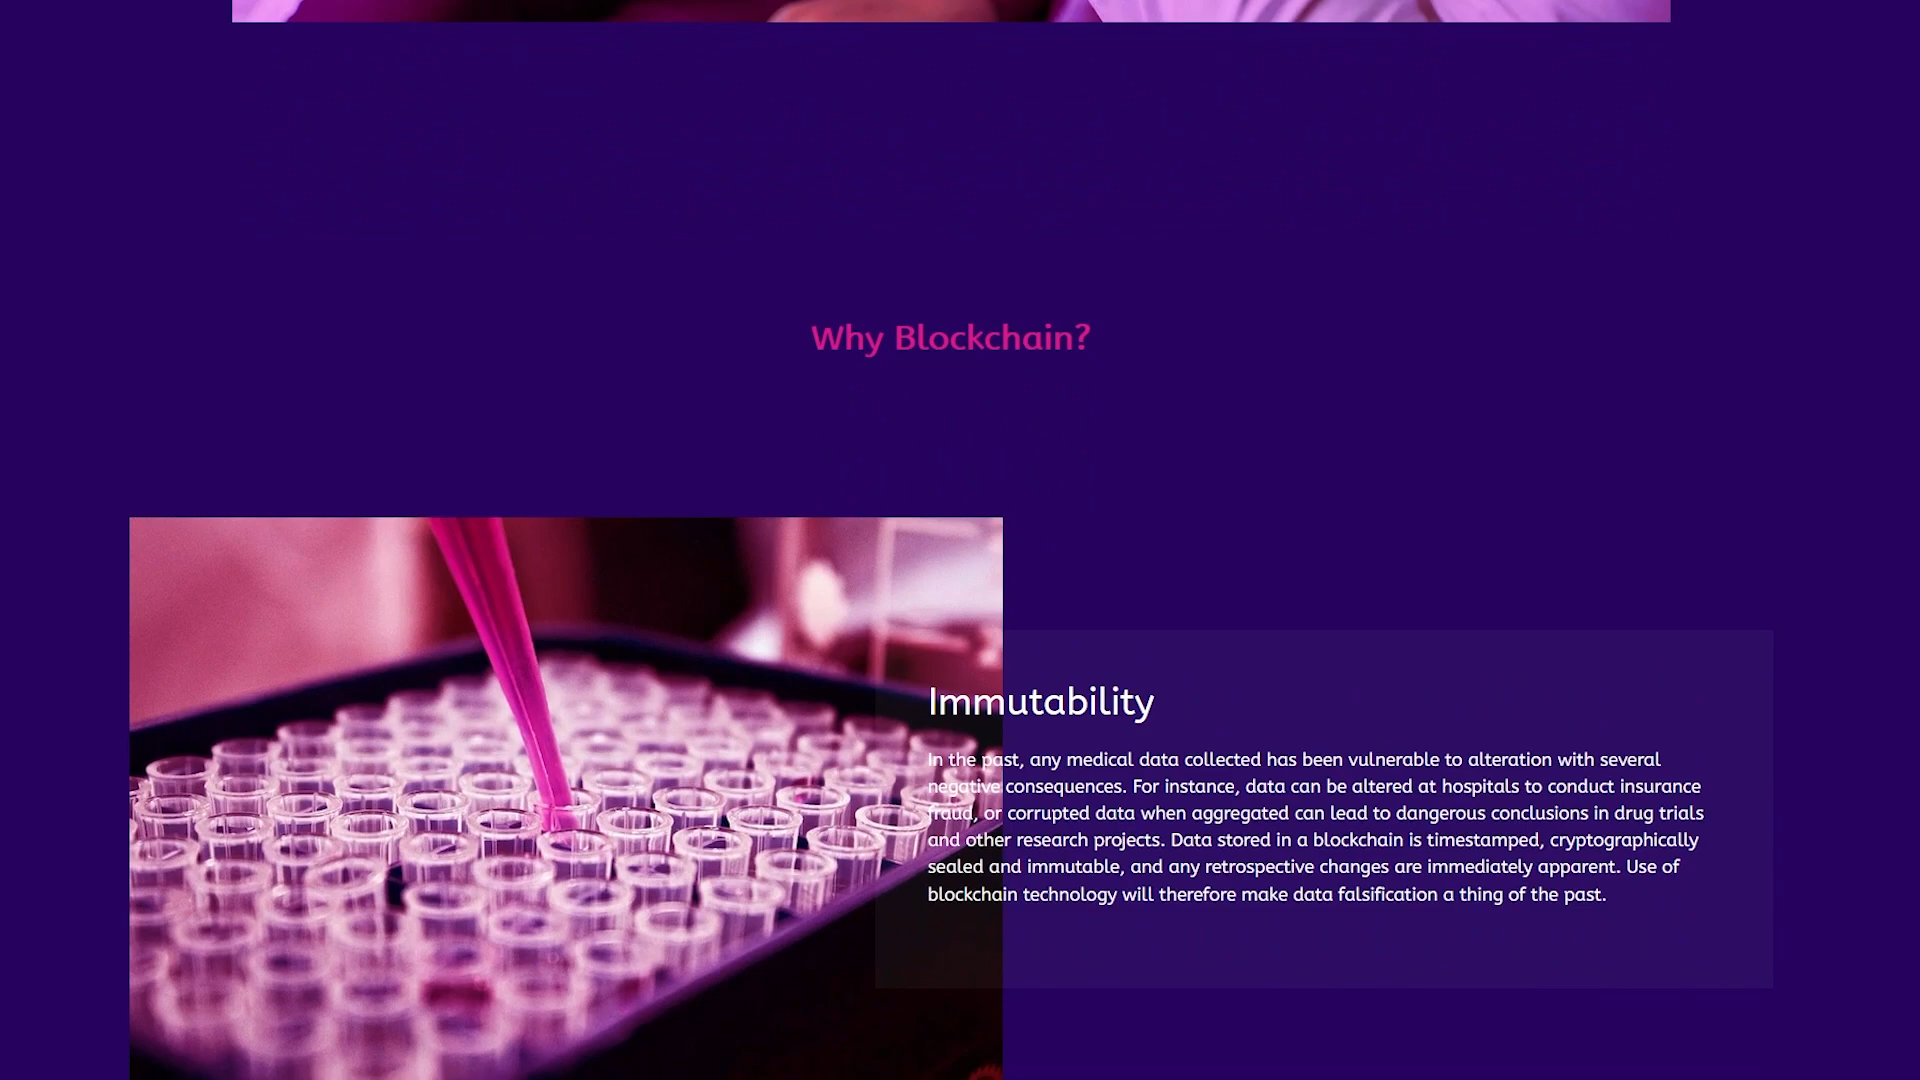 Why Blockchain?
Immutability
In the past, any medical data collected has been vulnerable to alteration with several
negative consequences. For instance, data can be altered at hospitals to conduct insurance
fraud, or corrupted data when aggregated can lead to dangerous conclusions in drug trials
and other research projects. Data stored in a blockchain is timestamped, cryptographically
sealed and immutable, and any retrospective changes are immediately apparent. Use of
blockchain technology will therefore make data falsification a thing of the past.